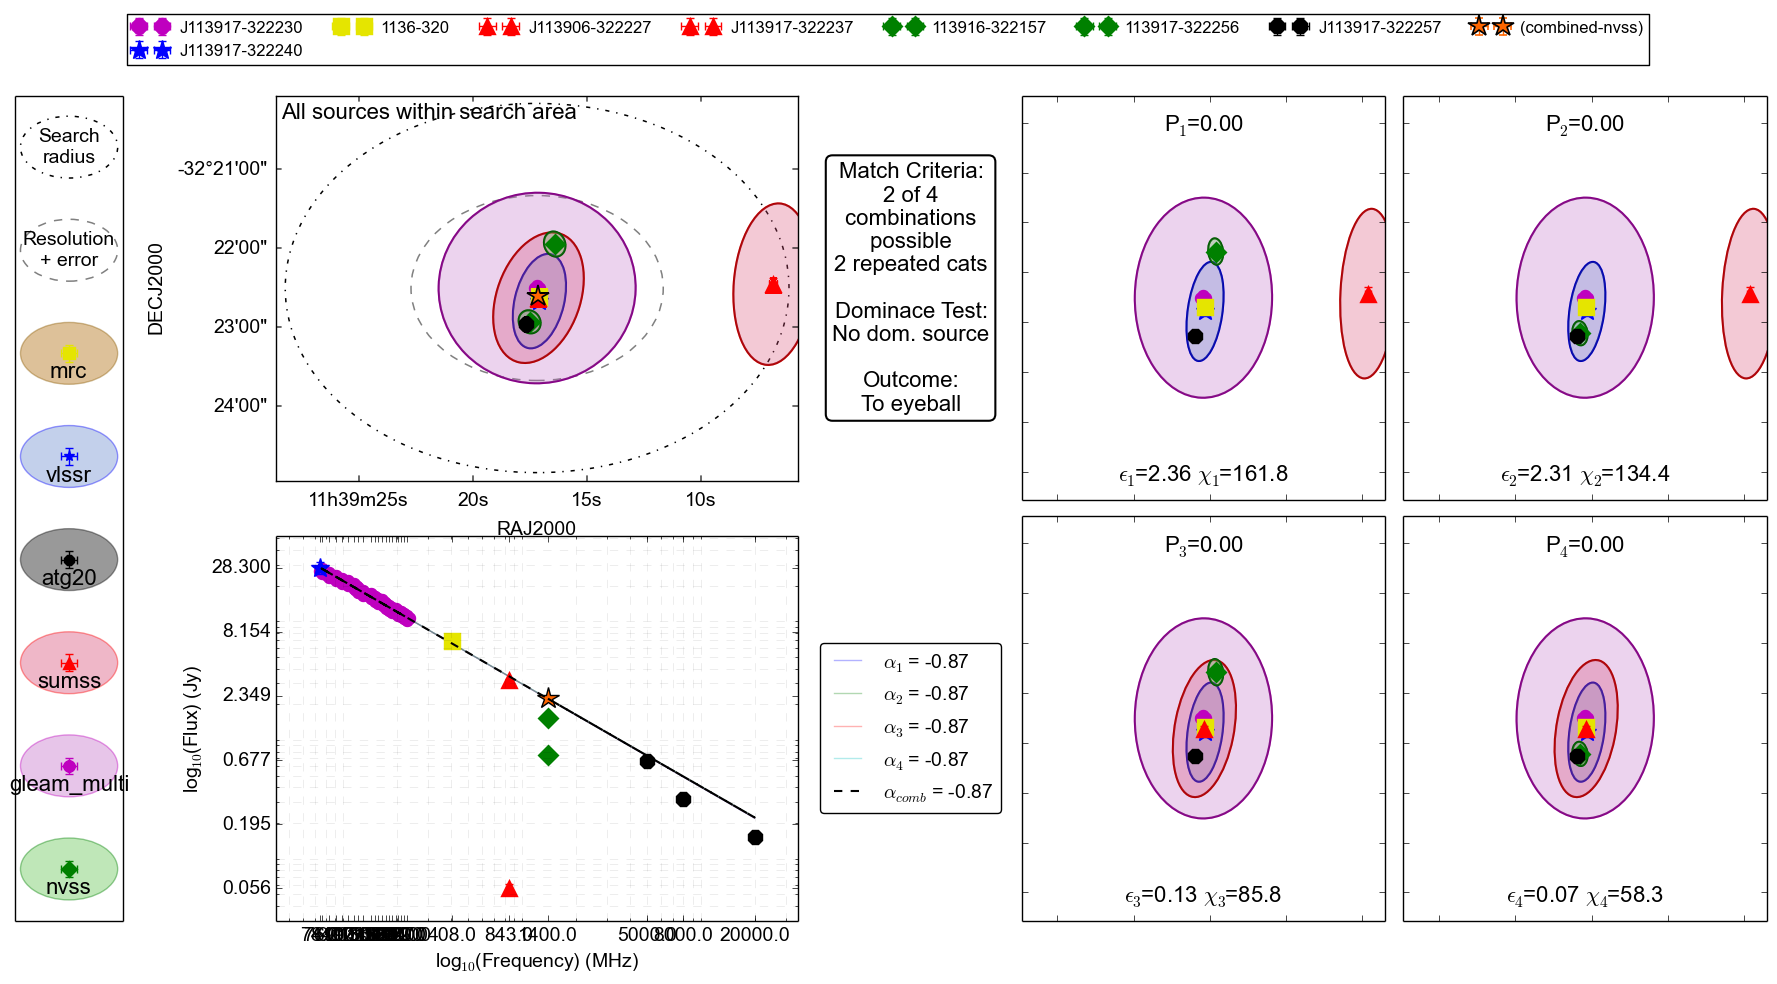 J113917-322230 1136-320 J113906-322227 J113917-322237 113916-322157 113917-322256 J113917-322257 (combined-nvss)
J113917-322240
Search
radius
Resolution
+ error
mrc
vlssr
atg20
sumss
gleam_multi
nvss
All sources within search area
DECJ2000
-32°21'00"
22'00"
23'00"
24'00"
11h39m25s 20s 15s 10s
RAJ2000
Match Criteria:
2 of 4
combinations
possible
2 repeated cats
Dominace Test:
No dom. source
Outcome:
To eyeball
P₁=0.00
ϵ₁=2.36 χ₁=161.8
P₂=0.00
ϵ₂=2.31 χ₂=134.4
P₃=0.00
ϵ₃=0.13 χ₃=85.8
P₄=0.00
ϵ₄=0.07 χ₄=58.3
log₁₀(Flux) (Jy)
28.300
8.154
2.349
0.677
0.195
0.056
408.0 843.0 1400.0 5000.0 8000.0 20000.0
log₁₀(Frequency) (MHz)
α₁ = -0.87
α₂ = -0.87
α₃ = -0.87
α₄ = -0.87
α_comb = -0.87